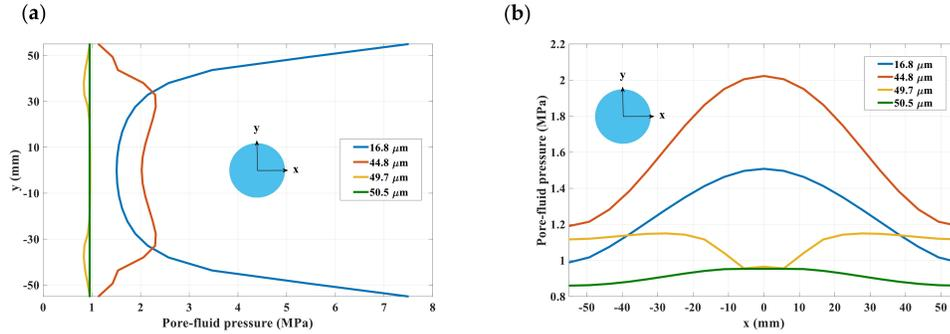 (a)
50
30
10
-10
-30
-50
y (mm)
0 1 2 3 4 5 6 7 8
Pore-fluid pressure (MPa)
y
x
16.8 μm
44.8 μm
49.7 μm
50.5 μm
(b)
2.2
2
1.8
1.6
1.4
1.2
1
0.8
Pore-fluid pressure (MPa)
-50 -40 -30 -20 -10 0 10 20 30 40 50
x (mm)
y
x
16.8 μm
44.8 μm
49.7 μm
50.5 μm